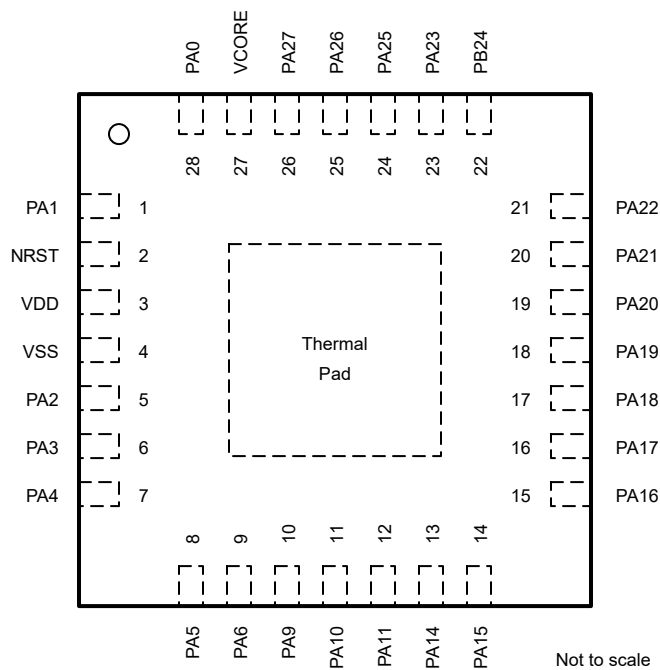 PA0
VCORE
PA27
PA26
PA25
PA23
PB24
28
27
26
25
24
23
22
PA1 1
NRST 2
VDD 3
VSS 4
PA2 5
PA3 6
PA4 7
21 PA22
20 PA21
19 PA20
18 PA19
17 PA18
16 PA17
15 PA16
Thermal
Pad
8
9
10
11
12
13
14
PA5
PA6
PA9
PA10
PA11
PA14
PA15
Not to scale